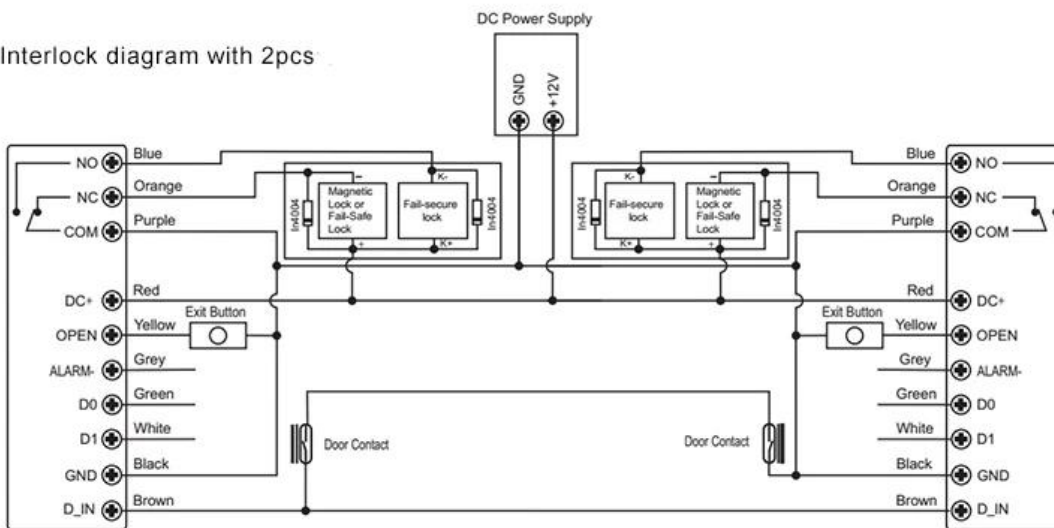 DC Power Supply
Interlock diagram with 2pcs
GND
+12V
NO
Blue
Blue
NO
NC
Orange
Orange
NC
COM
Purple
Purple
COM
In4004
−
Magnetic
Lock or
Fail-Safe
Lock
+
K-
Fail-secure
lock
K+
In4004
In4004
K-
Fail-secure
lock
K+
−
Magnetic
Lock or
Fail-Safe
Lock
+
In4004
DC+
Red
Red
DC+
Exit Button
Exit Button
OPEN
Yellow
Yellow
OPEN
ALARM-
Grey
Grey
ALARM-
D0
Green
Green
D0
D1
White
White
D1
Door Contact
Door Contact
GND
Black
Black
GND
D_IN
Brown
Brown
D_IN